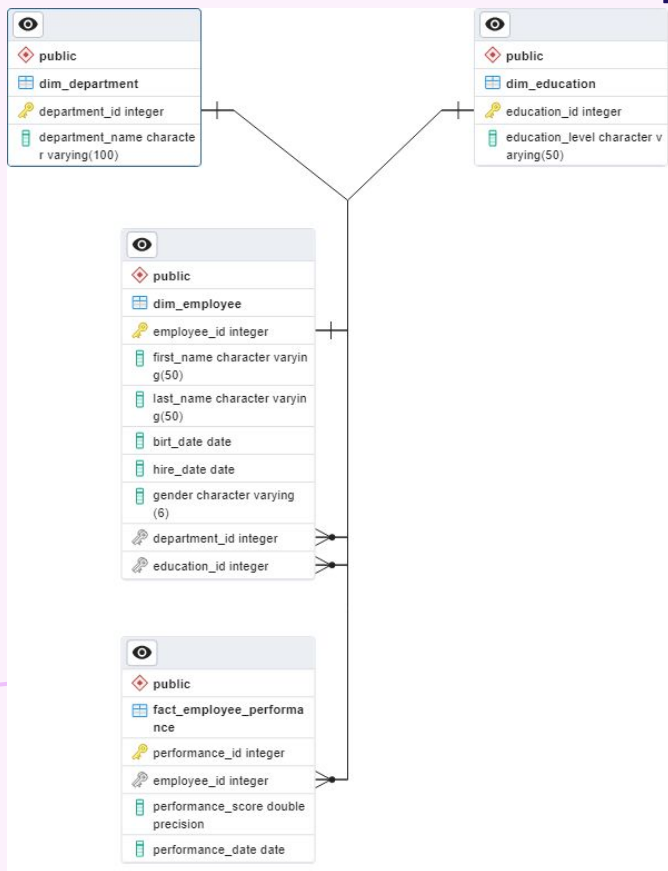 public
dim_department
department_id integer
department_name characte
r varying(100)
public
dim_education
education_id integer
education_level character v
arying(50)
public
dim_employee
employee_id integer
first_name character varyin
g(50)
last_name character varyin
g(50)
birt_date date
hire_date date
gender character varying
(6)
department_id integer
education_id integer
public
fact_employee_performa
nce
performance_id integer
employee_id integer
performance_score double
precision
performance_date date